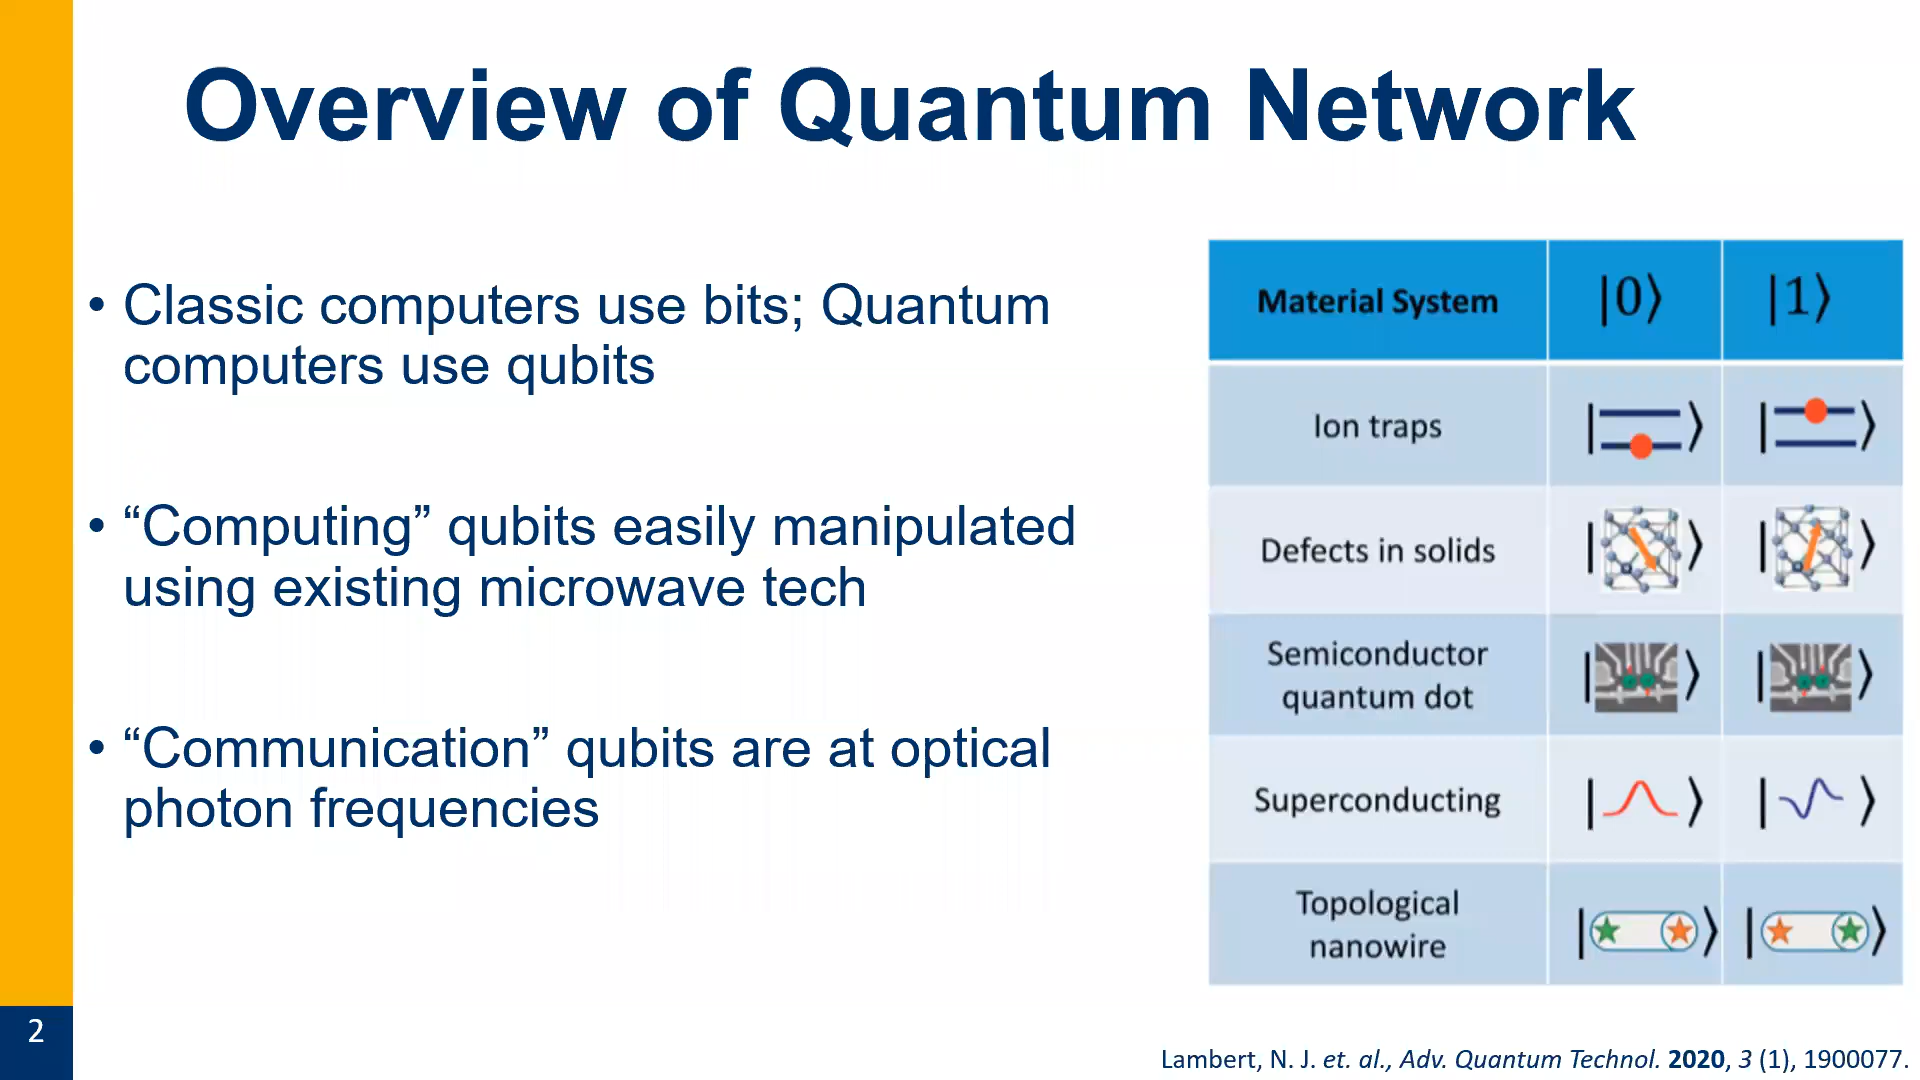 Overview of Quantum Network
• Classic computers use bits; Quantum
computers use qubits
• “Computing” qubits easily manipulated
using existing microwave tech
• “Communication” qubits are at optical
photon frequencies
Material System |0⟩ |1⟩
Ion traps | ⟩ | ⟩
Defects in solids | ⟩ | ⟩
Semiconductor
quantum dot | ⟩ | ⟩
Superconducting | ⟩ | ⟩
Topological
nanowire | ⟩ | ⟩
2
Lambert, N. J. et. al., Adv. Quantum Technol. 2020, 3 (1), 1900077.